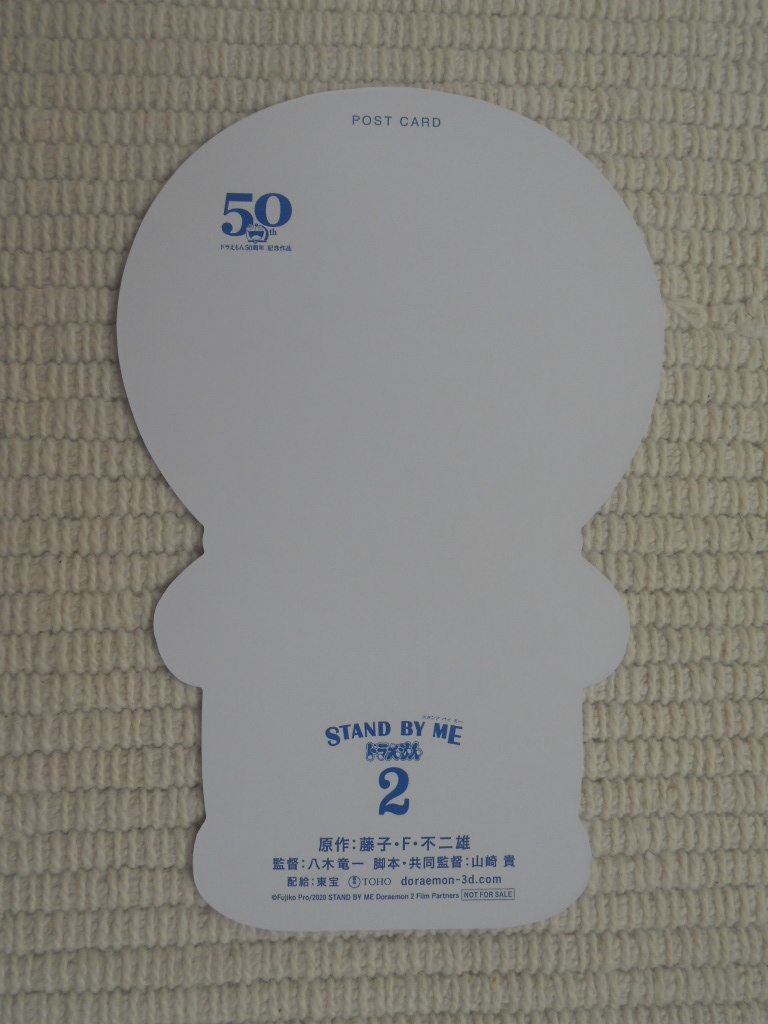 POST CARD
50th
ドラえもん50周年 記念作品
スタンド バイ ミー
STAND BY ME
ドラえもん
2
原作：藤子・F・不二雄
監督：八木竜一 脚本・共同監督：山崎 貴
配給：東宝 TOHO doraemon-3d.com
©Fujiko Pro/2020 STAND BY ME Doraemon 2 Film Partners NOT FOR SALE